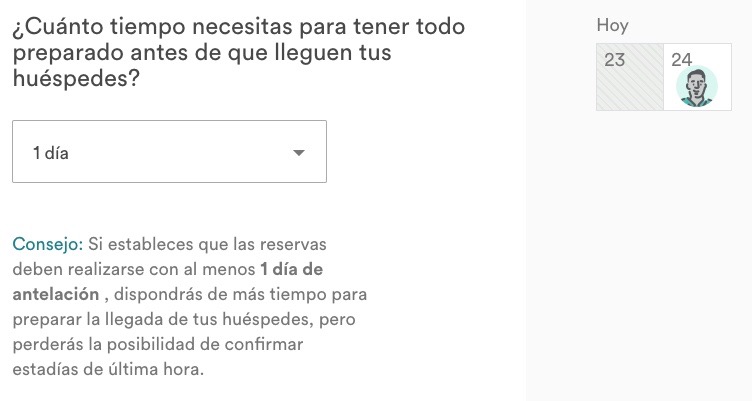 ¿Cuánto tiempo necesitas para tener todo
preparado antes de que lleguen tus
huéspedes?
1 día
Consejo: Si estableces que las reservas
deben realizarse con al menos 1 día de
antelación , dispondrás de más tiempo para
preparar la llegada de tus huéspedes, pero
perderás la posibilidad de confirmar
estadías de última hora.
Hoy
23
24